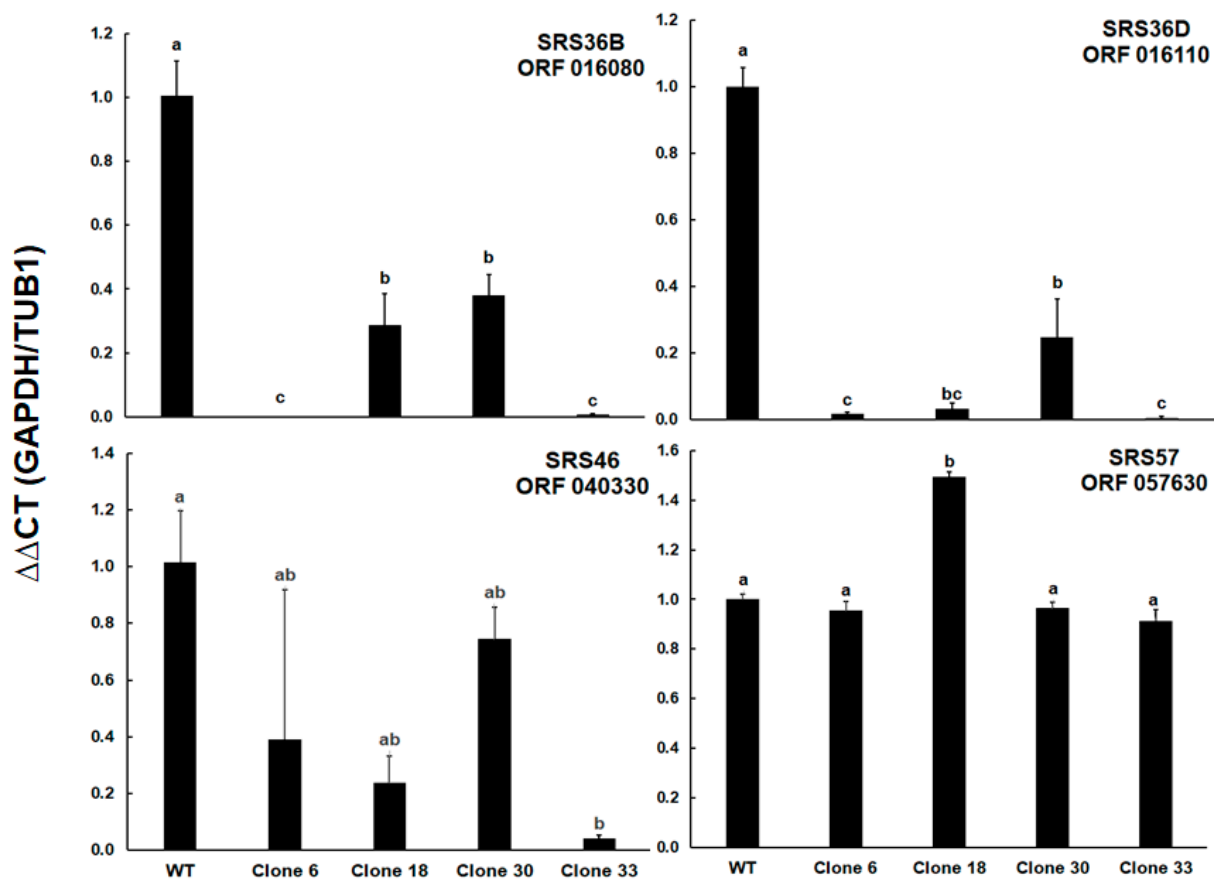 ΔΔCT (GAPDH/TUB1)
SRS36B
ORF 016080
1.2
1.0
0.8
0.6
0.4
0.2
0.0
a
c
b
b
c
SRS36D
ORF 016110
1.2
1.0
0.8
0.6
0.4
0.2
0.0
a
c
bc
b
c
SRS46
ORF 040330
1.4
1.2
1.0
0.8
0.6
0.4
0.2
0.0
a
ab
ab
ab
b
WT Clone 6 Clone 18 Clone 30 Clone 33
SRS57
ORF 057630
1.6
1.4
1.2
1.0
0.8
0.6
0.4
0.2
0.0
a
a
b
a
a
WT Clone 6 Clone 18 Clone 30 Clone 33